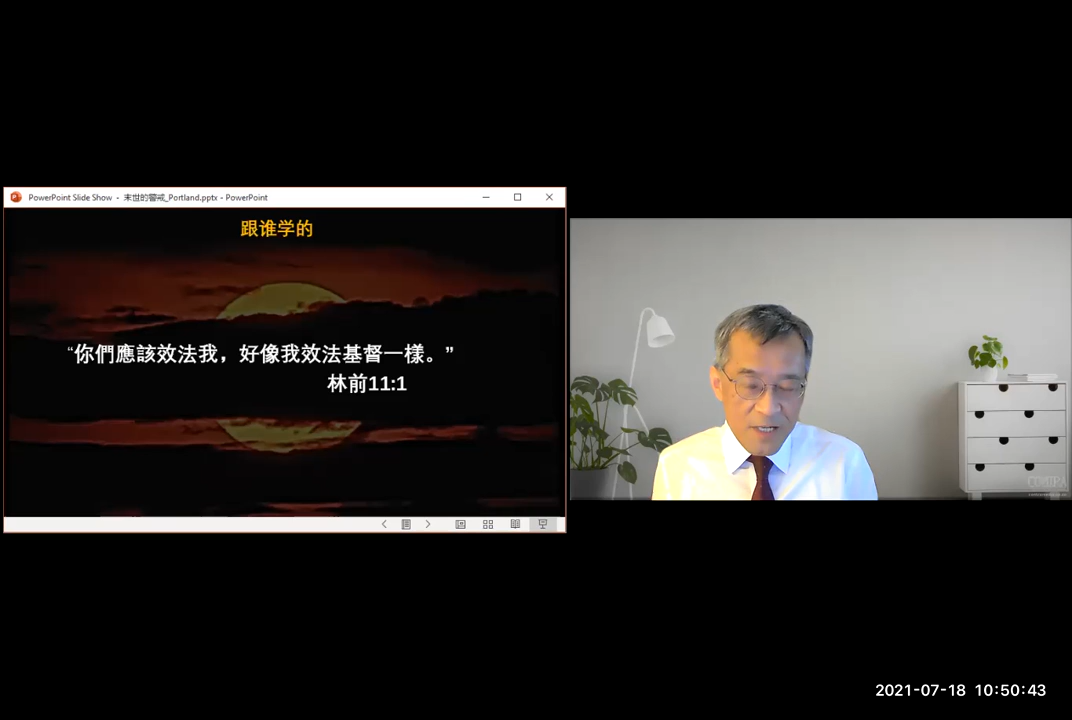 PowerPoint Slide Show - 末世的警戒_Portland.pptx - PowerPoint
跟谁学的
“你們應該效法我，好像我效法基督一樣。”
林前11:1
2021-07-18 10:50:43